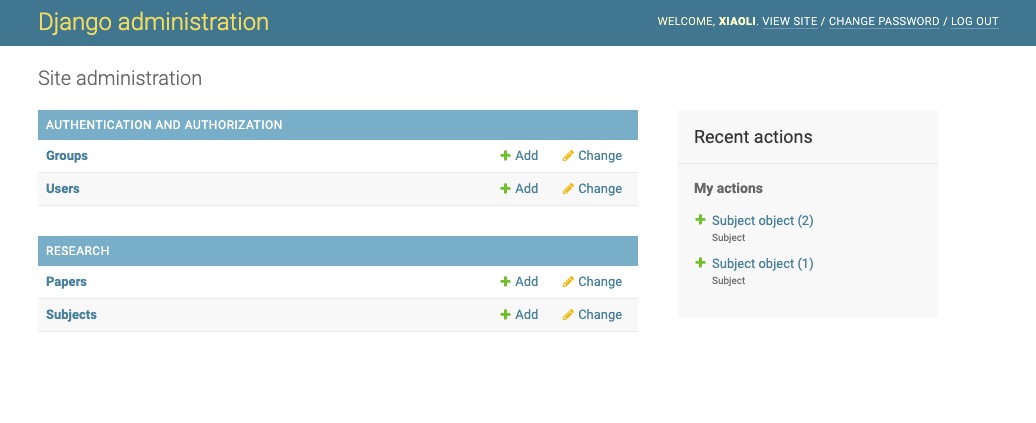 Django administration
WELCOME, XIAOLI. VIEW SITE / CHANGE PASSWORD / LOG OUT
Site administration
AUTHENTICATION AND AUTHORIZATION
Groups Add Change
Users Add Change
RESEARCH
Papers Add Change
Subjects Add Change
Recent actions
My actions
Subject object (2)
Subject
Subject object (1)
Subject